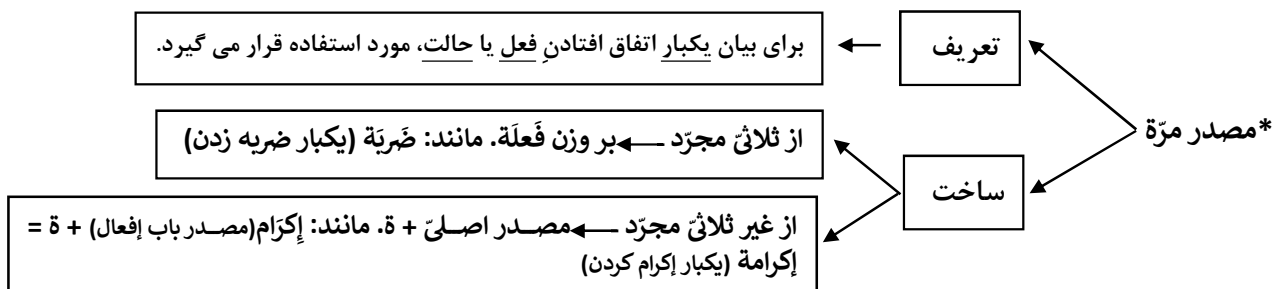 *مصدر مرّة
تعریف
برای بیان یکبار اتفاق افتادنِ فعل یا حالت، مورد استفاده قرار می گیرد.
ساخت
از ثلاثیّ مجرّد بر وزن فَعلَة. مانند: ضَربَة (یکبار ضربه زدن)
از غیر ثلاثیّ مجرّد مصدر اصلیّ + ة. مانند: إِکرَام(مصدر باب إفعال) + ة =
إکرامة (یکبار إکرام کردن)